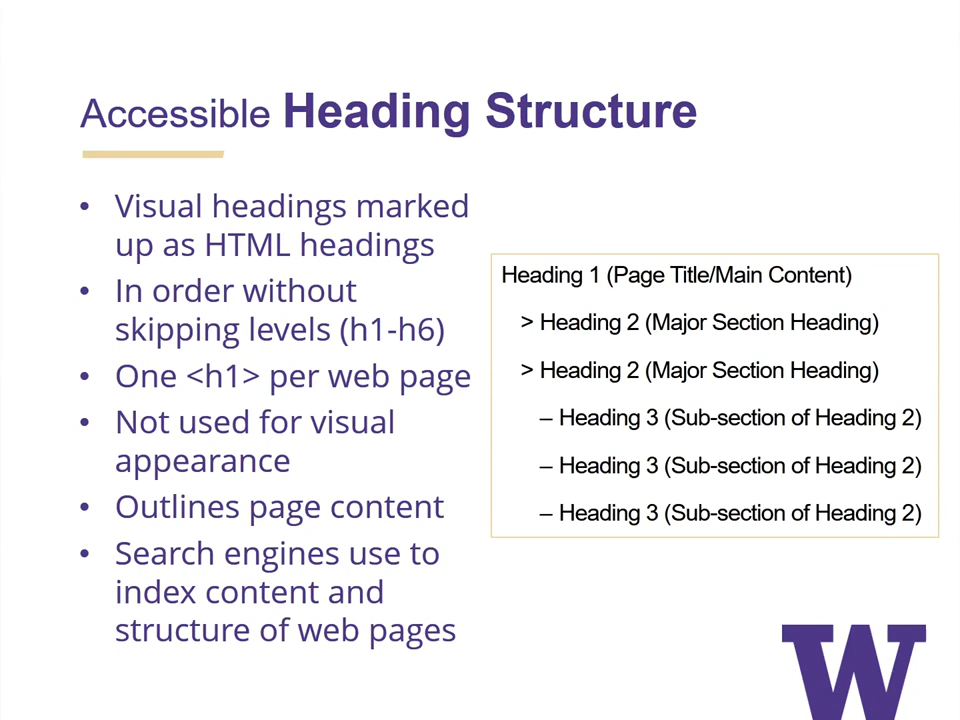 Accessible Heading Structure
• Visual headings marked
up as HTML headings
• In order without
skipping levels (h1-h6)
• One <h1> per web page
• Not used for visual
appearance
• Outlines page content
• Search engines use to
index content and
structure of web pages
Heading 1 (Page Title/Main Content)
> Heading 2 (Major Section Heading)
> Heading 2 (Major Section Heading)
– Heading 3 (Sub-section of Heading 2)
– Heading 3 (Sub-section of Heading 2)
– Heading 3 (Sub-section of Heading 2)
W